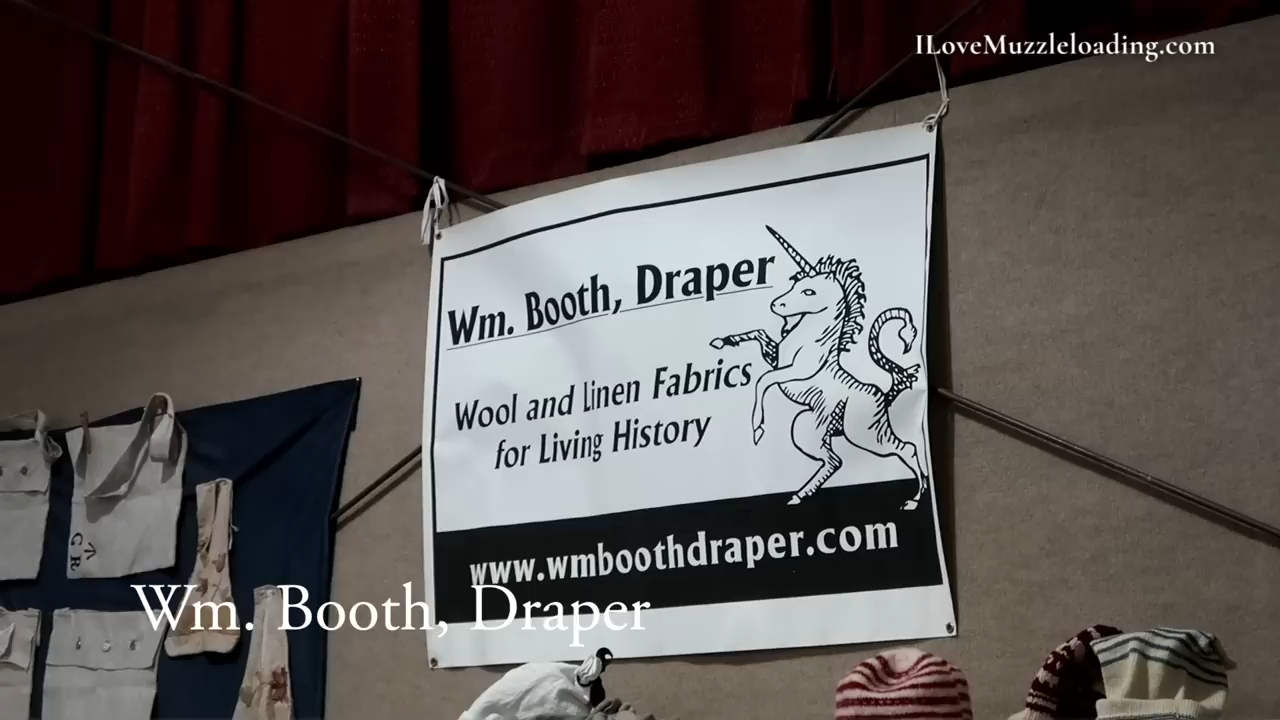 ILoveMuzzleloading.com
Wm. Booth, Draper
Wool and Linen Fabrics
for Living History
www.wmboothdraper.com
G R
Wm. Booth, Draper